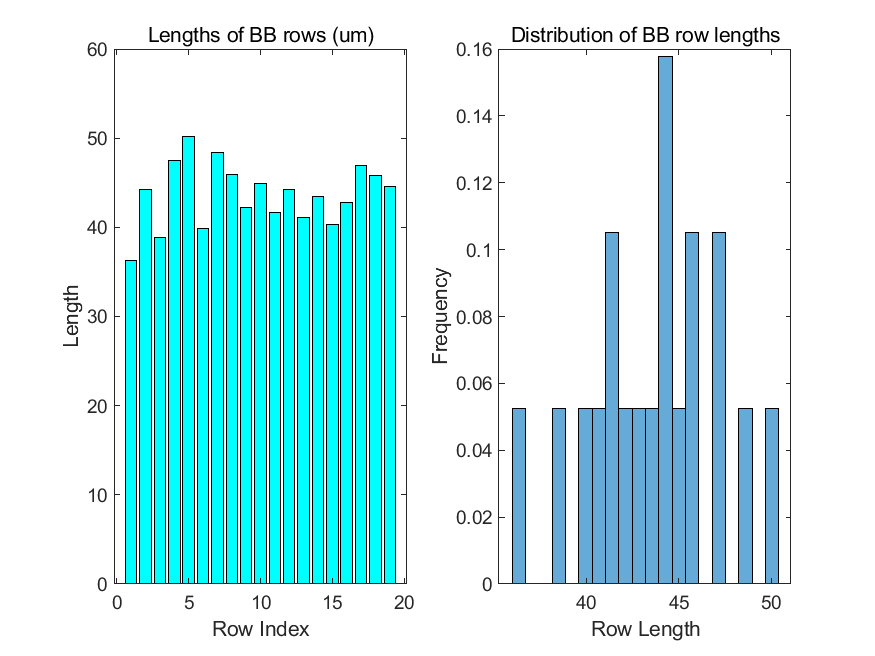 Lengths of BB rows (um)
60
50
40
30
20
10
0
Length
0 5 10 15 20
Row Index
Distribution of BB row lengths
0.16
0.14
0.12
0.1
0.08
0.06
0.04
0.02
0
Frequency
40 45 50
Row Length